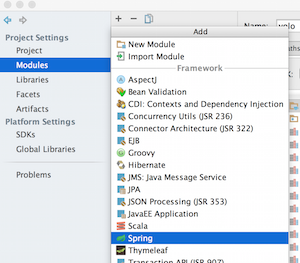 Add
Name:
Project Settings
Project
Modules
Libraries
Facets
Artifacts
Platform Settings
SDKs
Global Libraries
Problems
New Module
Import Module
Framework
AspectJ
Bean Validation
CDI: Contexts and Dependency Injection
Concurrency Utils (JSR 236)
Connector Architecture (JSR 322)
EJB
Groovy
Hibernate
JMS: Java Message Service
JPA
JSON Processing (JSR 353)
JavaEE Application
Scala
Spring
Thymeleaf
Transaction API (JSR 907)